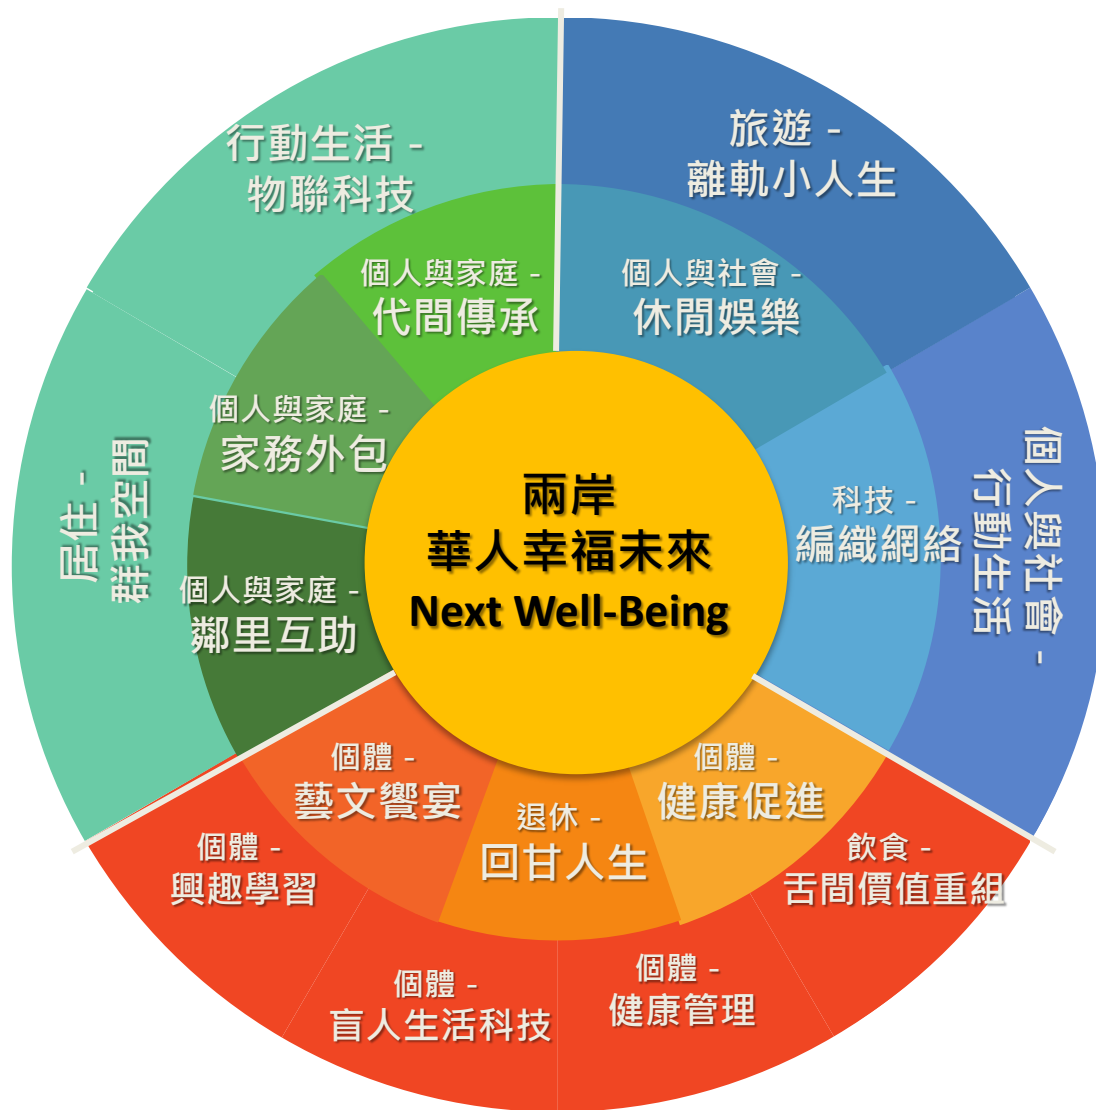 行動生活 -
物聯科技
旅遊 -
離軌小人生
個人與家庭 -
代間傳承
個人與社會 -
休閒娛樂
個人與家庭 -
家務外包
居住 -
群我空間
個人與家庭 -
鄰里互助
兩岸
華人幸福未來
Next Well-Being
科技 -
編織網絡
個人與社會 -
行動生活
個體 -
藝文饗宴
退休 -
回甘人生
個體 -
健康促進
個體 -
興趣學習
個體 -
盲人生活科技
個體 -
健康管理
飲食 -
舌間價值重組